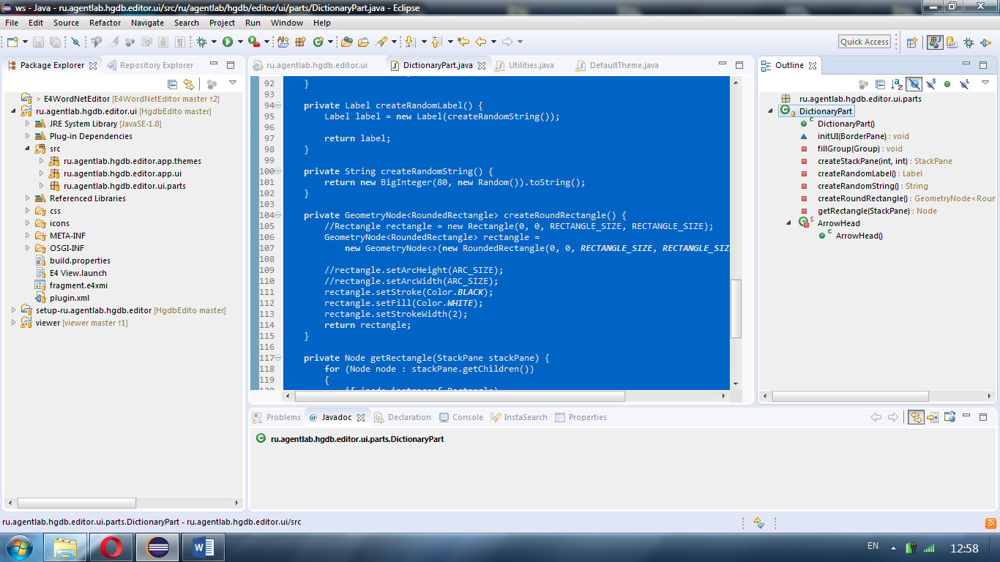 ws - Java - ru.agentlab.hgdb.editor.ui/src/ru/agentlab/hgdb/editor/ui/parts/DictionaryPart.java - Eclipse
File Edit Source Refactor Navigate Search Project Run Window Help
Quick Access
Package Explorer Repository Explorer
> E4WordNetEditor [E4WordNetEditor master ↑2]
ru.agentlab.hgdb.editor.ui [HgdbEdito master]
JRE System Library [JavaSE-1.8]
Plug-in Dependencies
src
ru.agentlab.hgdb.editor.app.themes
ru.agentlab.hgdb.editor.app.ui
ru.agentlab.hgdb.editor.ui.parts
Referenced Libraries
css
icons
META-INF
OSGI-INF
build.properties
E4 View.launch
fragment.e4xmi
plugin.xml
setup-ru.agentlab.hgdb.editor [HgdbEdito master]
viewer [viewer master ↑1]
ru.agentlab.hgdb.editor.ui DictionaryPart.java Utilities.java DefaultTheme.java
92 }
93
94 private Label createRandomLabel() {
95 Label label = new Label(createRandomString());
96
97 return label;
98 }
99
100 private String createRandomString() {
101 return new BigInteger(80, new Random()).toString();
102 }
103
104 private GeometryNode<RoundedRectangle> createRoundRectangle() {
105 //Rectangle rectangle = new Rectangle(0, 0, RECTANGLE_SIZE, RECTANGLE_SIZE);
106 GeometryNode<RoundedRectangle> rectangle =
107 new GeometryNode<>(new RoundedRectangle(0, 0, RECTANGLE_SIZE, RECTANGLE_SIZ
108
109 //rectangle.setArcHeight(ARC_SIZE);
110 //rectangle.setArcWidth(ARC_SIZE);
111 rectangle.setStroke(Color.BLACK);
112 rectangle.setFill(Color.WHITE);
113 rectangle.setStrokeWidth(2);
114 return rectangle;
115 }
116
117 private Node getRectangle(StackPane stackPane) {
118 for (Node node : stackPane.getChildren())
119 {
120 if (node instanceof Rectangle)
Outline
ru.agentlab.hgdb.editor.ui.parts
DictionaryPart
DictionaryPart()
initUI(BorderPane) : void
fillGroup(Group) : void
createStackPane(int, int) : StackPane
createRandomLabel() : Label
createRandomString() : String
createRoundRectangle() : GeometryNode<Roun
getRectangle(StackPane) : Node
ArrowHead
ArrowHead()
Problems @ Javadoc Declaration Console InstaSearch Properties
ru.agentlab.hgdb.editor.ui.parts.DictionaryPart
ru.agentlab.hgdb.editor.ui.parts.DictionaryPart - ru.agentlab.hgdb.editor.ui/src
EN 12:58